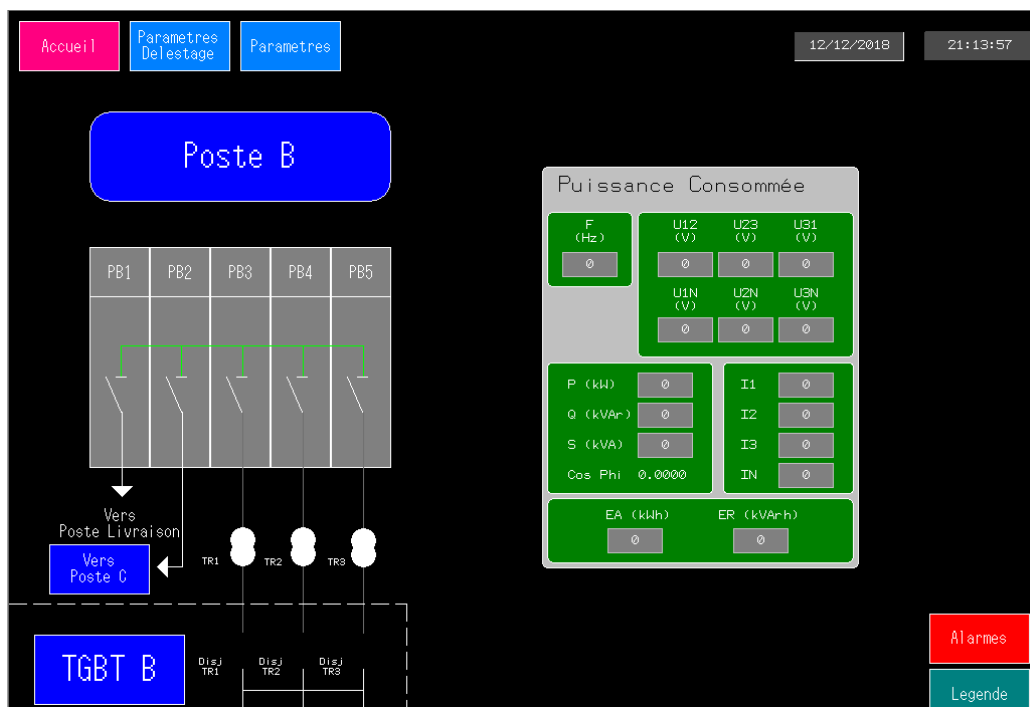 Accueil
Parametres
Delestage
Parametres
12/12/2018
21:13:57
Poste B
PB1 PB2 PB3 PB4 PB5
Vers
Poste Livraison
Vers
Poste C
TR1 TR2 TR3
TGBT B
Disj
TR1
Disj
TR2
Disj
TR3
Puissance Consommée
F
(Hz)
0
U12
(V)
0
U23
(V)
0
U31
(V)
0
U1N
(V)
0
U2N
(V)
0
U3N
(V)
0
P (kW) 0
Q (kVAr) 0
S (kVA) 0
Cos Phi 0.0000
I1 0
I2 0
I3 0
IN 0
EA (kWh)
0
ER (kVArh)
0
Alarmes
Legende